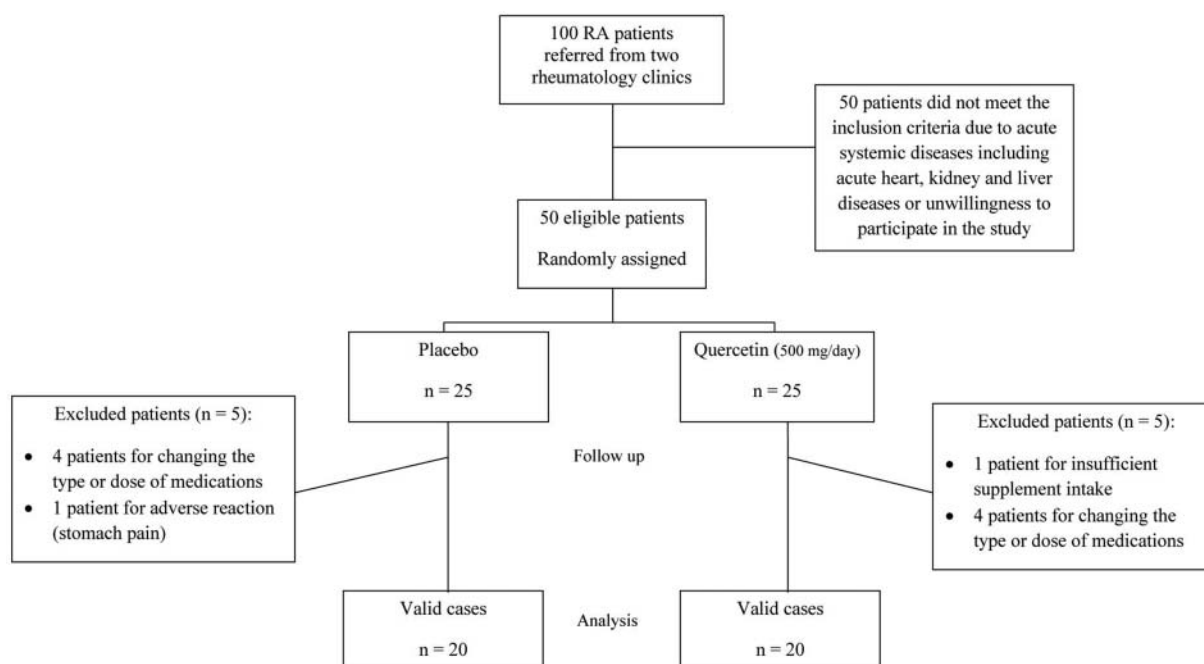 100 RA patients
referred from two
rheumatology clinics
50 patients did not meet the
inclusion criteria due to acute
systemic diseases including
acute heart, kidney and liver
diseases or unwillingness to
participate in the study
50 eligible patients
Randomly assigned
Placebo
n = 25
Quercetin (500 mg/day)
n = 25
Excluded patients (n = 5):
• 4 patients for changing the
type or dose of medications
• 1 patient for adverse reaction
(stomach pain)
Follow up
Excluded patients (n = 5):
• 1 patient for insufficient
supplement intake
• 4 patients for changing the
type or dose of medications
Valid cases
n = 20
Analysis
Valid cases
n = 20